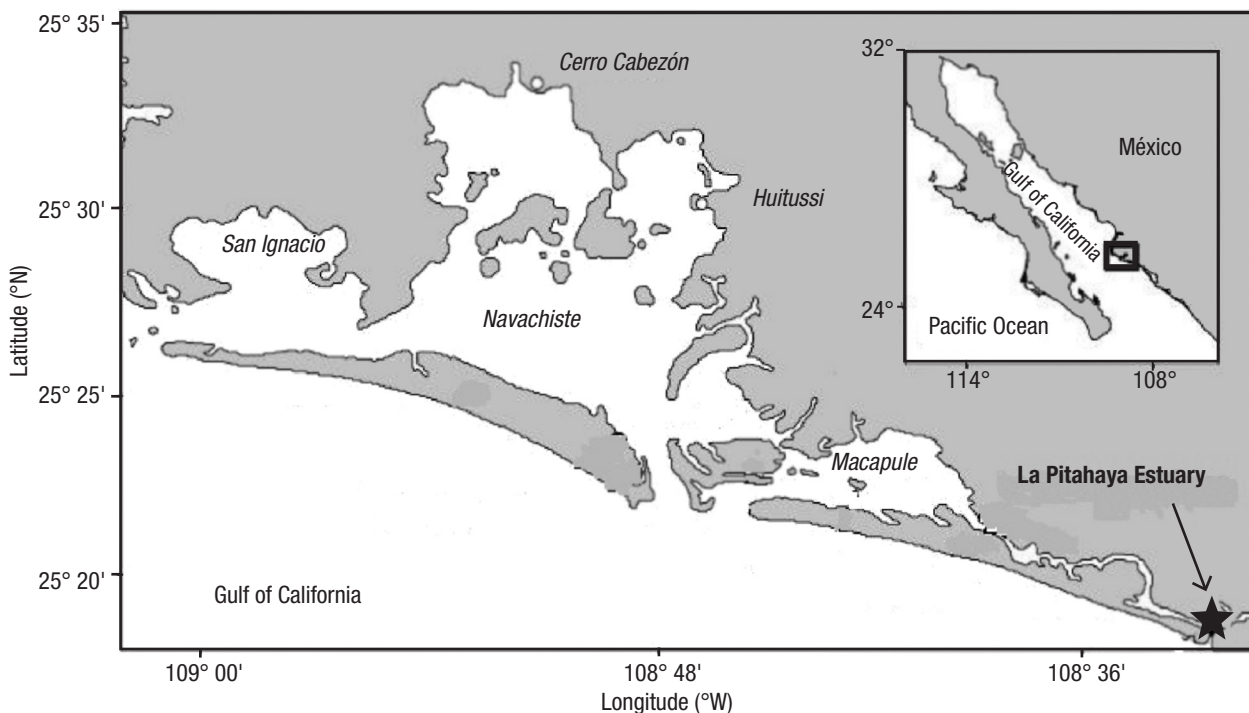 25° 35'
Cerro Cabezón
32°
México
Gulf of California
Huitussi
25° 30'
San Ignacio
Navachiste
24°
Pacific Ocean
114°
108°
Latitude (°N)
25° 25'
Macapule
La Pitahaya Estuary
25° 20'
Gulf of California
109° 00'
108° 48'
108° 36'
Longitude (°W)